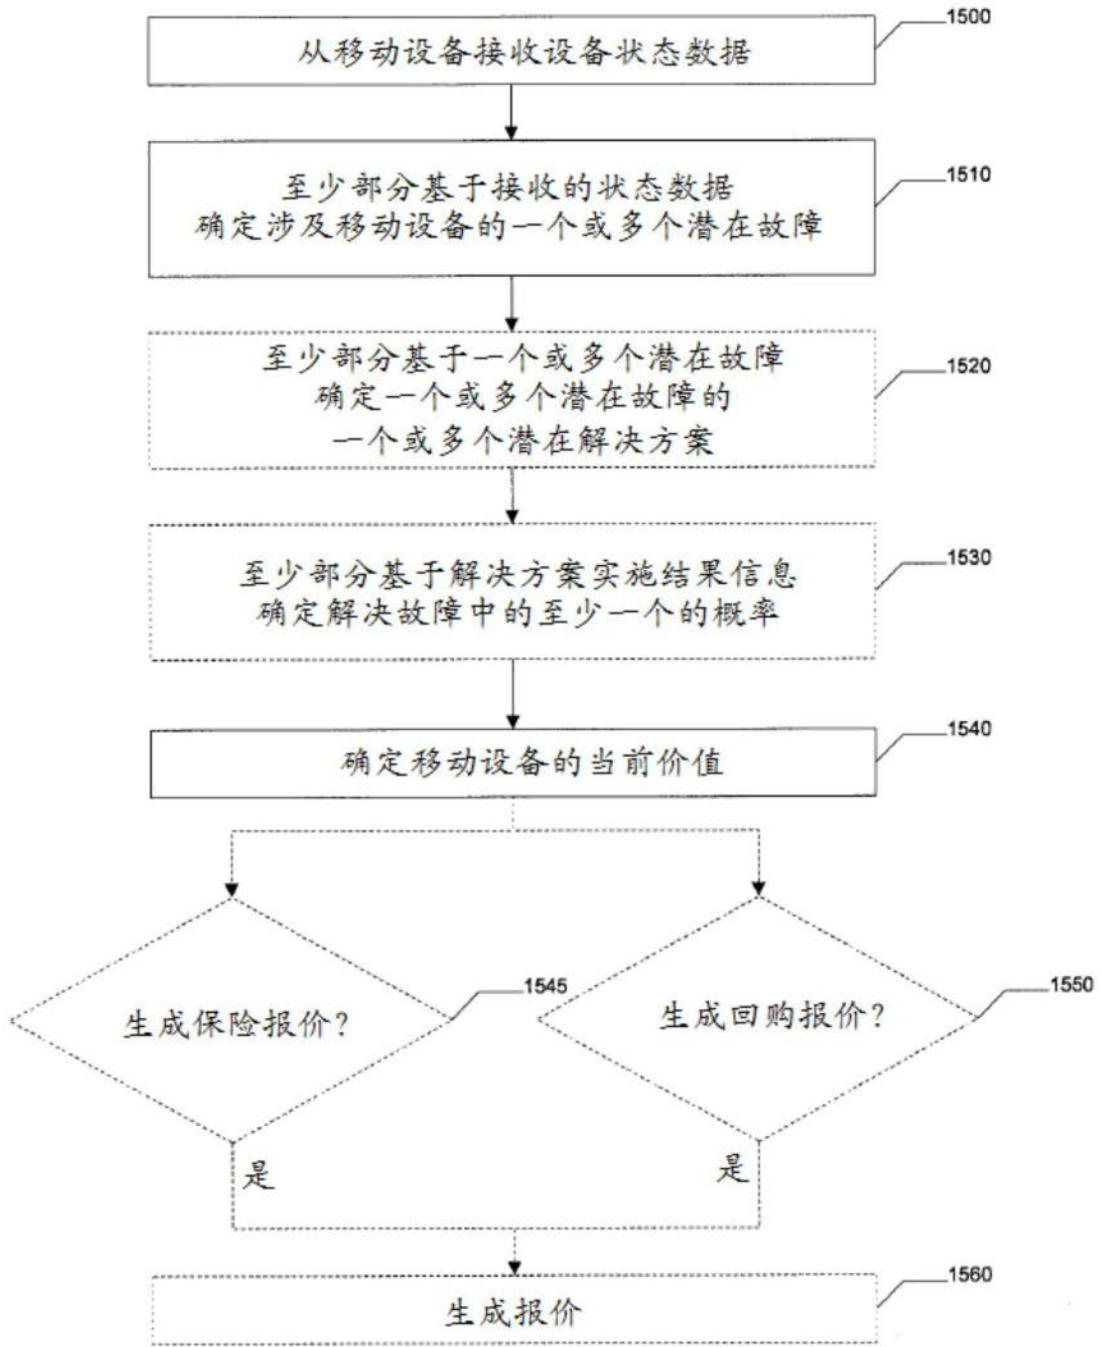 1500
从移动设备接收设备状态数据
1510
至少部分基于接收的状态数据
确定涉及移动设备的一个或多个潜在故障
1520
至少部分基于一个或多个潜在故障
确定一个或多个潜在故障的
一个或多个潜在解决方案
1530
至少部分基于解决方案实施结果信息
确定解决故障中的至少一个的概率
1540
确定移动设备的当前价值
1545
生成保险报价?
1550
生成回购报价?
是
是
1560
生成报价